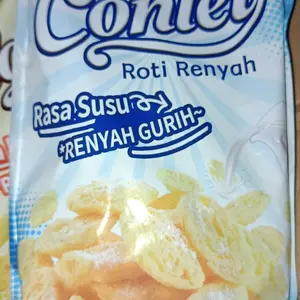 Roti Renyah
Rasa Susu
*RENYAH GURIH~